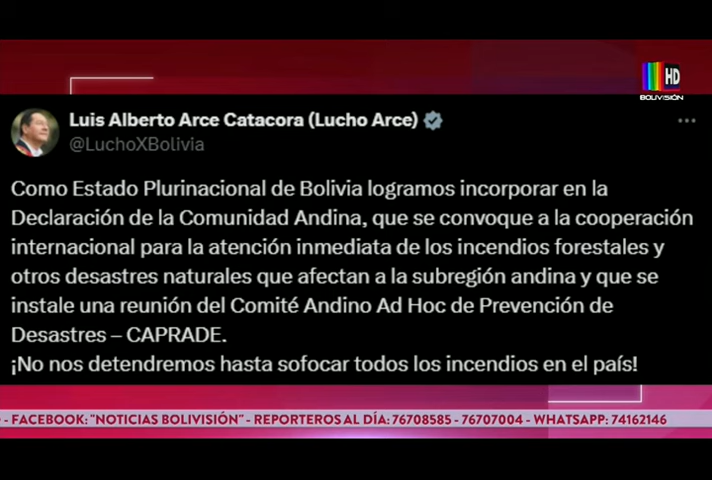 HD
BOLIVISIÓN
Luis Alberto Arce Catacora (Lucho Arce)
@LuchoXBolivia
Como Estado Plurinacional de Bolivia logramos incorporar en la
Declaración de la Comunidad Andina, que se convoque a la cooperación
internacional para la atención inmediata de los incendios forestales y
otros desastres naturales que afectan a la subregión andina y que se
instale una reunión del Comité Andino Ad Hoc de Prevención de
Desastres – CAPRADE.
¡No nos detendremos hasta sofocar todos los incendios en el país!
- FACEBOOK: "NOTICIAS BOLIVISIÓN" - REPORTEROS AL DÍA: 76708585 - 76707004 - WHATSAPP: 74162146